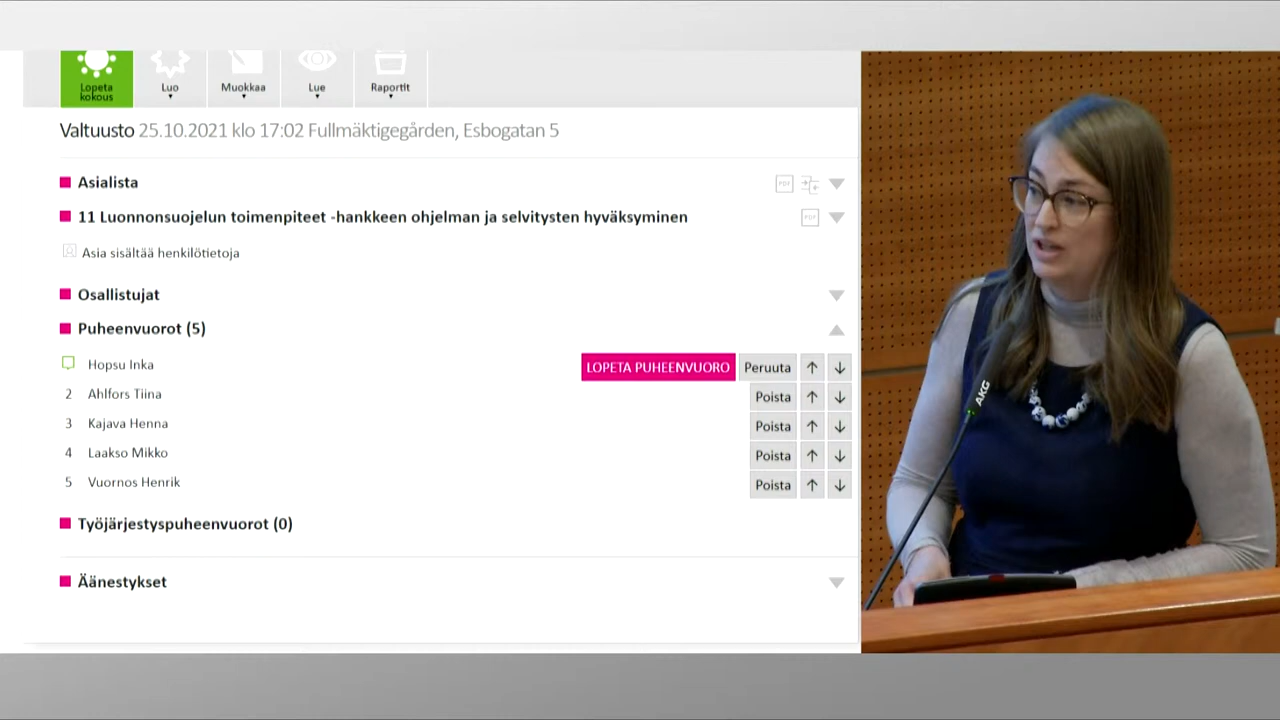 Lopeta kokous
Luo
Muokkaa
Lue
Raportit
Valtuusto 25.10.2021 klo 17:02 Fullmäktigegården, Esbogatan 5
Asialista
PDF
11 Luonnonsuojelun toimenpiteet -hankkeen ohjelman ja selvitysten hyväksyminen
PDF
Asia sisältää henkilötietoja
Osallistujat
Puheenvuorot (5)
Hopsu Inka LOPETA PUHEENVUORO Peruuta ↑ ↓
2 Ahlfors Tiina Poista ↑ ↓
3 Kajava Henna Poista ↑ ↓
4 Laakso Mikko Poista ↑ ↓
5 Vuornos Henrik Poista ↑ ↓
Työjärjestyspuheenvuorot (0)
Äänestykset
AKG